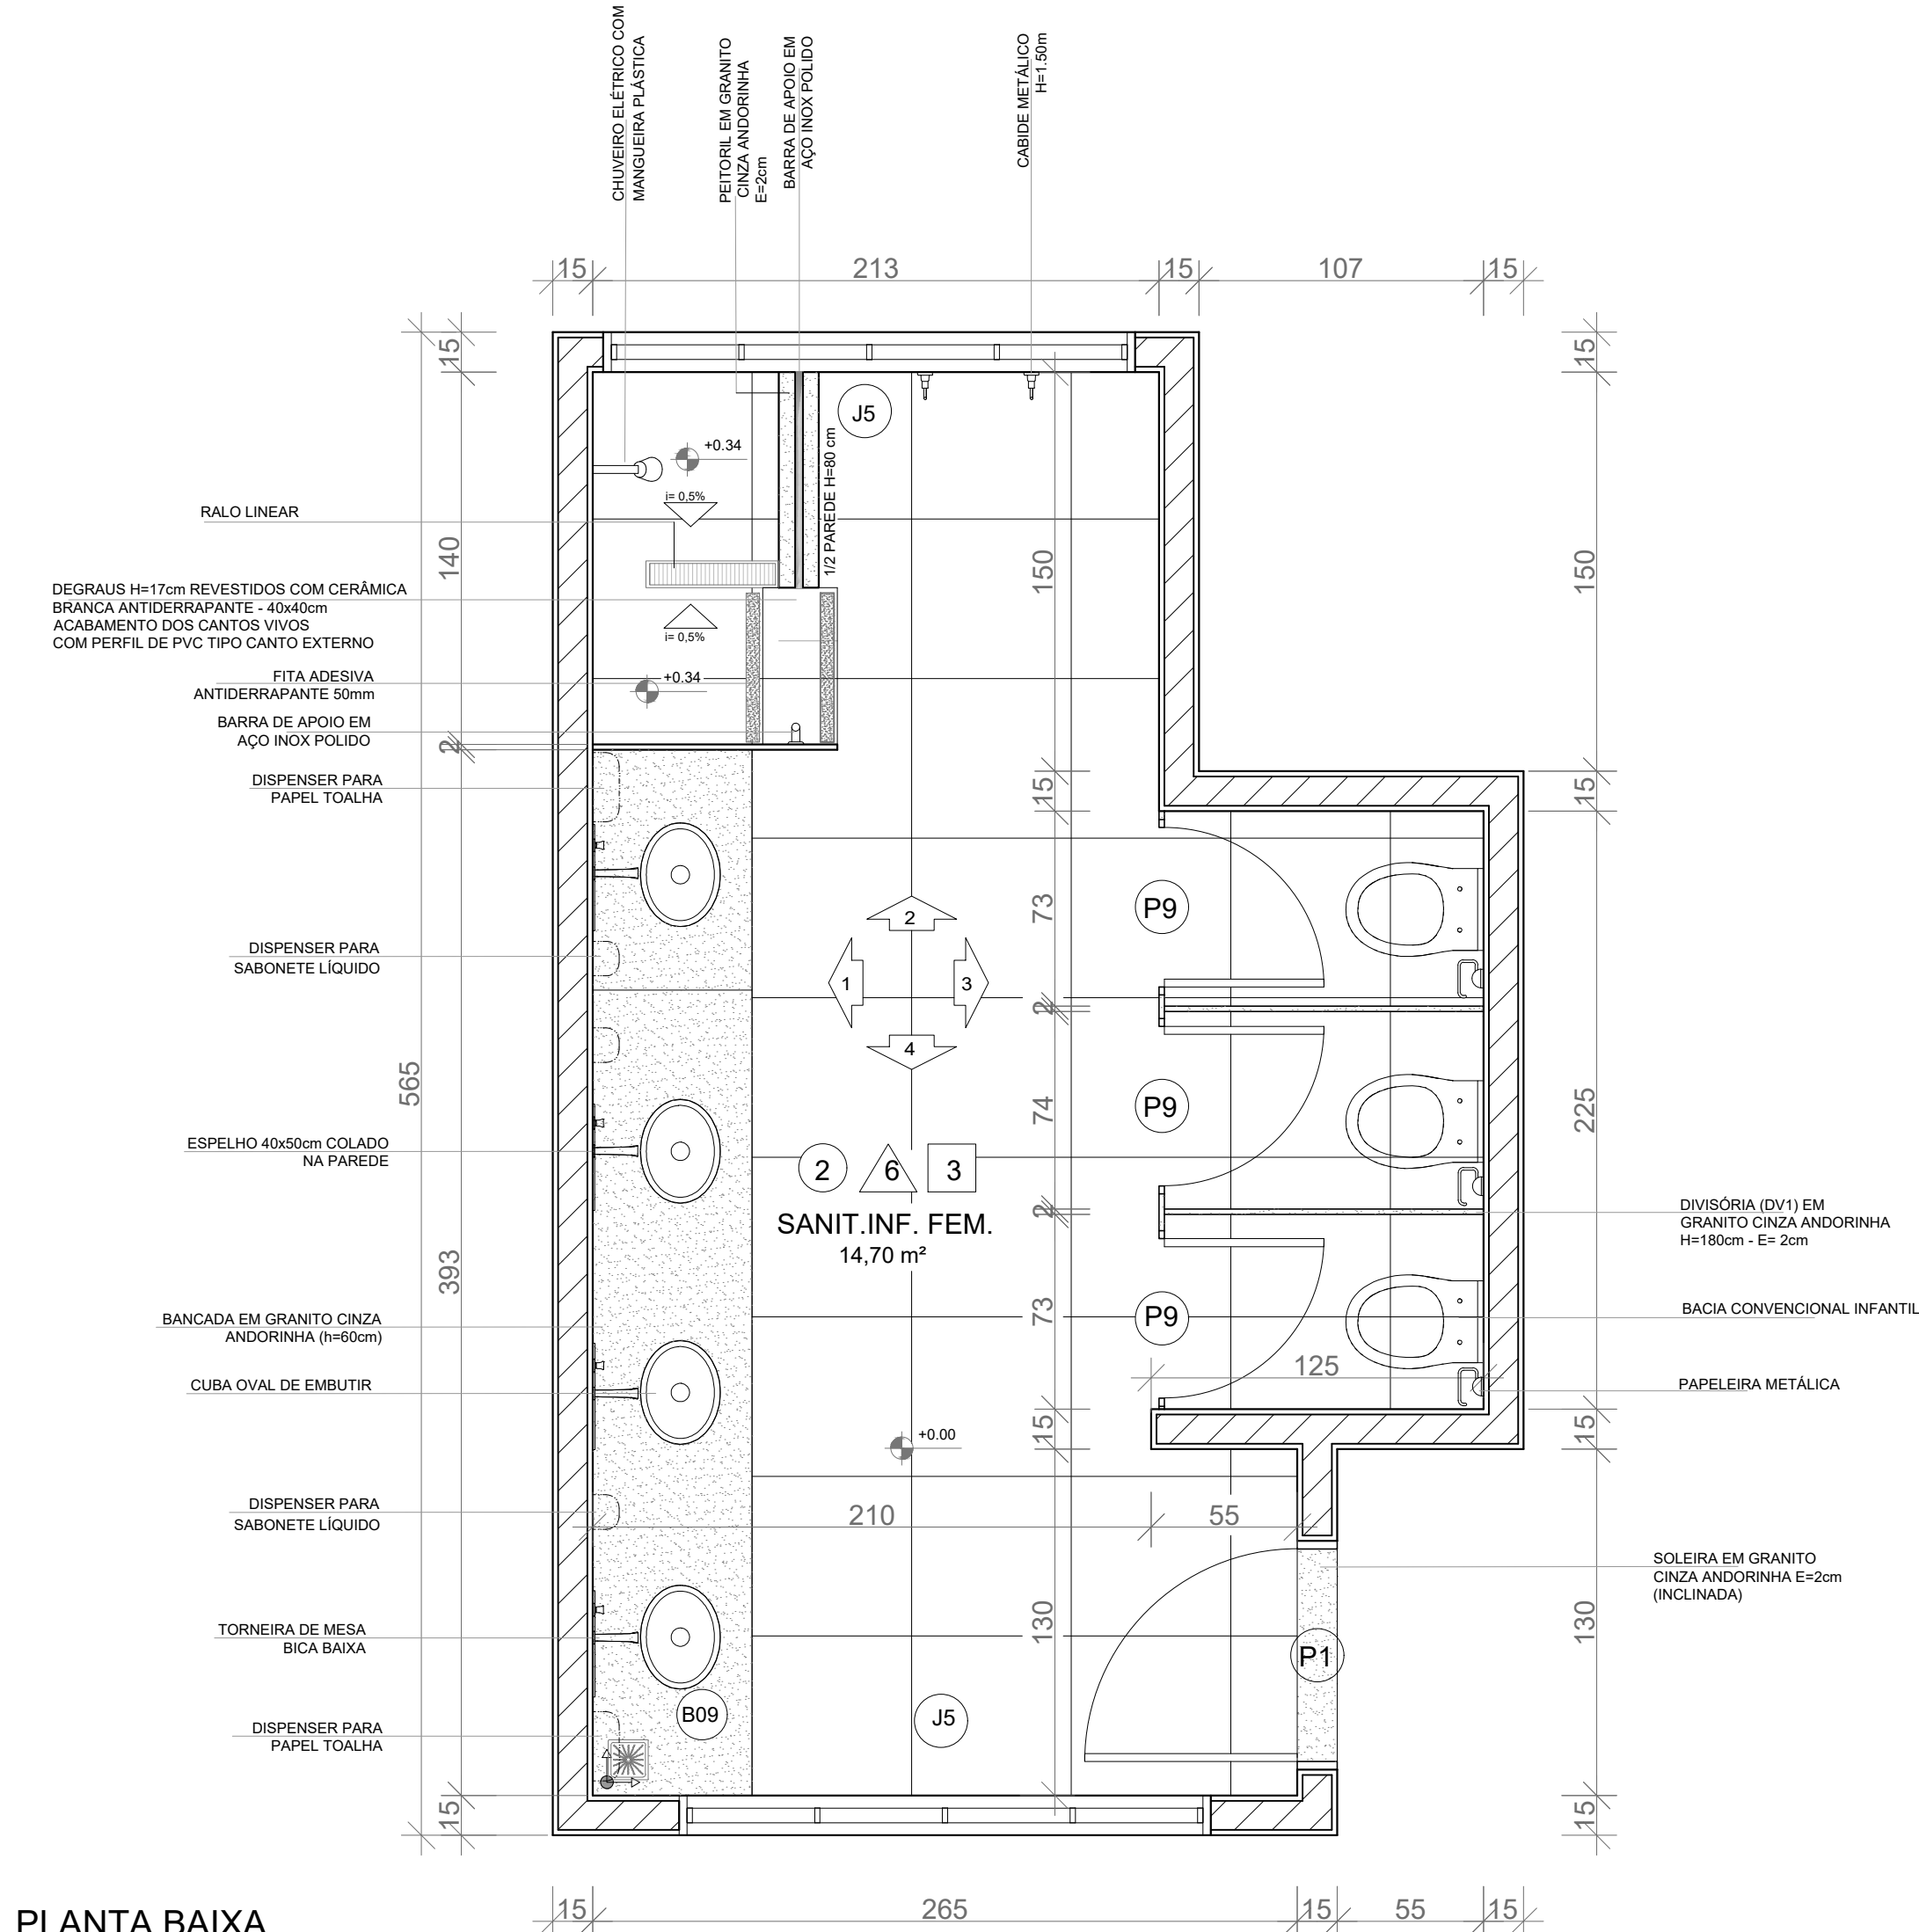 CHUVEIRO ELÉTRICO COM
MANGUEIRA PLÁSTICA
PEITORIL EM GRANITO
CINZA ANDORINHA
E=2cm
BARRA DE APOIO EM
AÇO INOX POLIDO
CABIDE METÁLICO
H=1.50m
15
213
15
107
15
15
15
J5
+0.34
i= 0,5%
1/2 PAREDE H=80 cm
RALO LINEAR
140
150
150
DEGRAUS H=17cm REVESTIDOS COM CERÂMICA
BRANCA ANTIDERRAPANTE - 40x40cm
ACABAMENTO DOS CANTOS VIVOS
COM PERFIL DE PVC TIPO CANTO EXTERNO
i= 0,5%
FITA ADESIVA
ANTIDERRAPANTE 50mm
+0.34
BARRA DE APOIO EM
AÇO INOX POLIDO
2
DISPENSER PARA
PAPEL TOALHA
15
15
73
P9
2
DISPENSER PARA
SABONETE LÍQUIDO
1
3
2
4
565
74
P9
225
ESPELHO 40x50cm COLADO
NA PAREDE
2
6
3
2
SANIT.INF. FEM.
14,70 m²
DIVISÓRIA (DV1) EM
GRANITO CINZA ANDORINHA
H=180cm - E= 2cm
393
BANCADA EM GRANITO CINZA
ANDORINHA (h=60cm)
73
P9
BACIA CONVENCIONAL INFANTIL
125
CUBA OVAL DE EMBUTIR
PAPELEIRA METÁLICA
15
15
+0.00
DISPENSER PARA
SABONETE LÍQUIDO
210
55
SOLEIRA EM GRANITO
CINZA ANDORINHA E=2cm
(INCLINADA)
TORNEIRA DE MESA
BICA BAIXA
130
130
P1
B09
J5
DISPENSER PARA
PAPEL TOALHA
15
15
15
265
15
55
15
PLANTA BAIXA